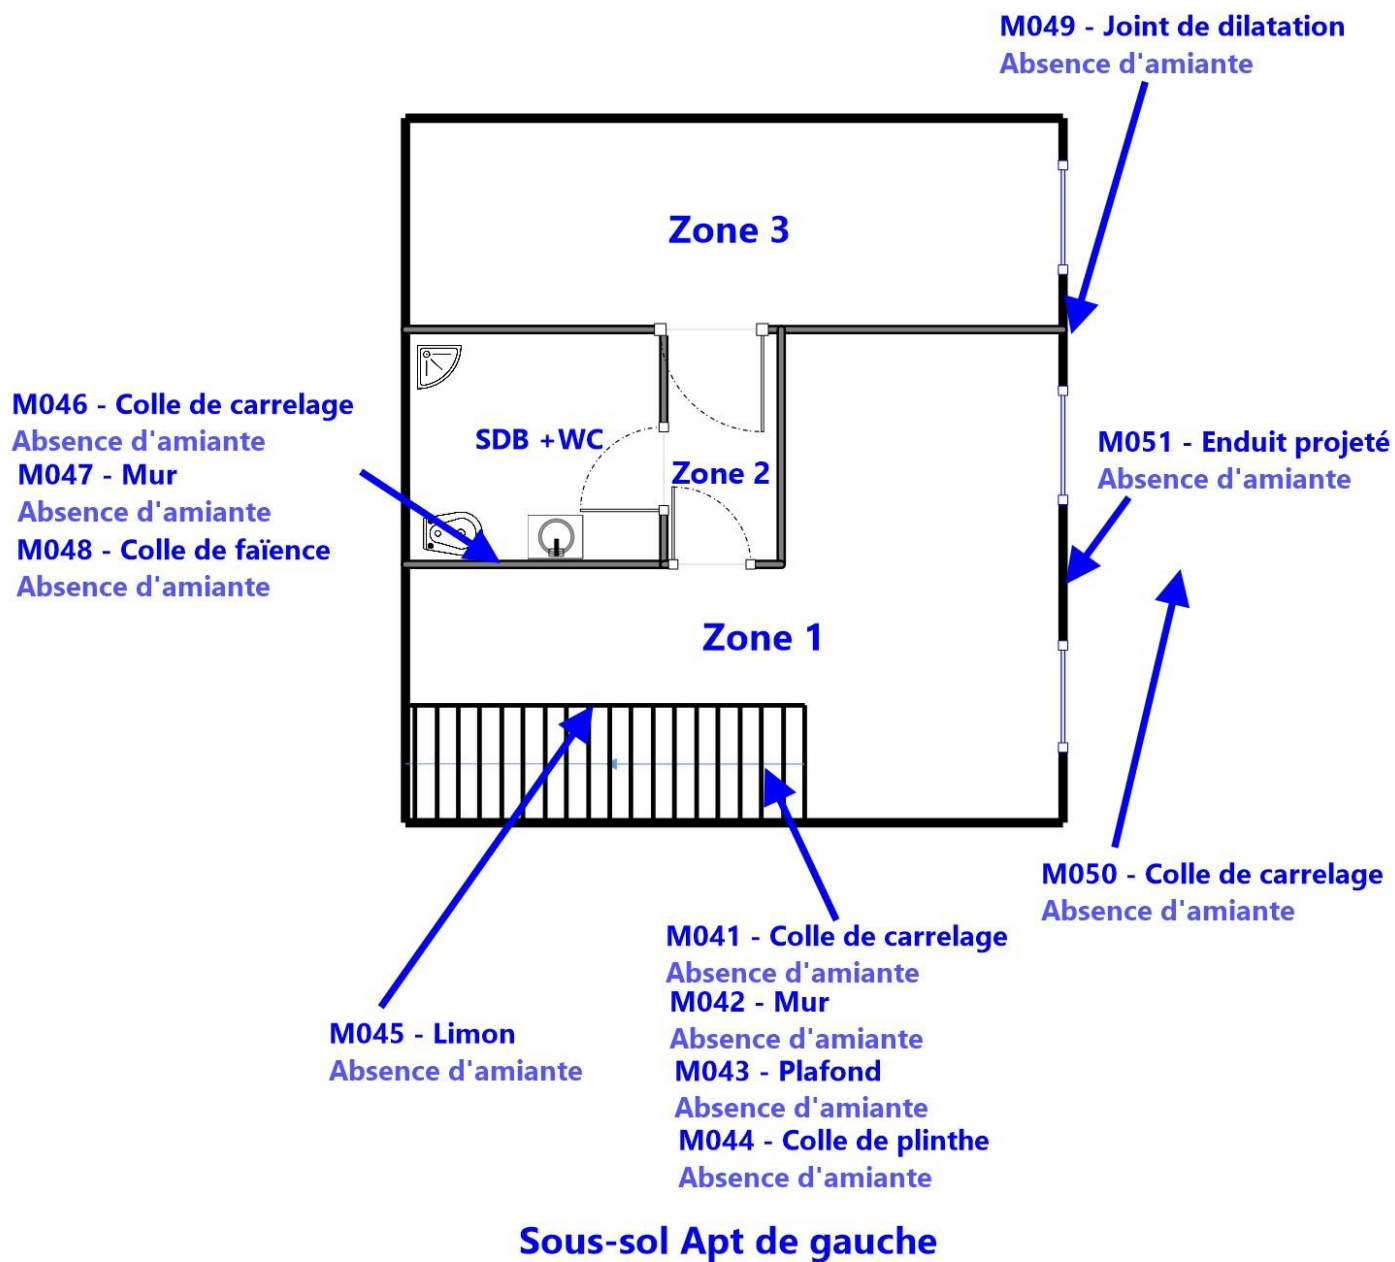 M049 - Joint de dilatation
Absence d'amiante
Zone 3
M046 - Colle de carrelage
Absence d'amiante
M047 - Mur
Absence d'amiante
M048 - Colle de faïence
Absence d'amiante
SDB +WC
Zone 2
M051 - Enduit projeté
Absence d'amiante
Zone 1
M050 - Colle de carrelage
Absence d'amiante
M041 - Colle de carrelage
Absence d'amiante
M042 - Mur
Absence d'amiante
M043 - Plafond
Absence d'amiante
M044 - Colle de plinthe
Absence d'amiante
M045 - Limon
Absence d'amiante
Sous-sol Apt de gauche